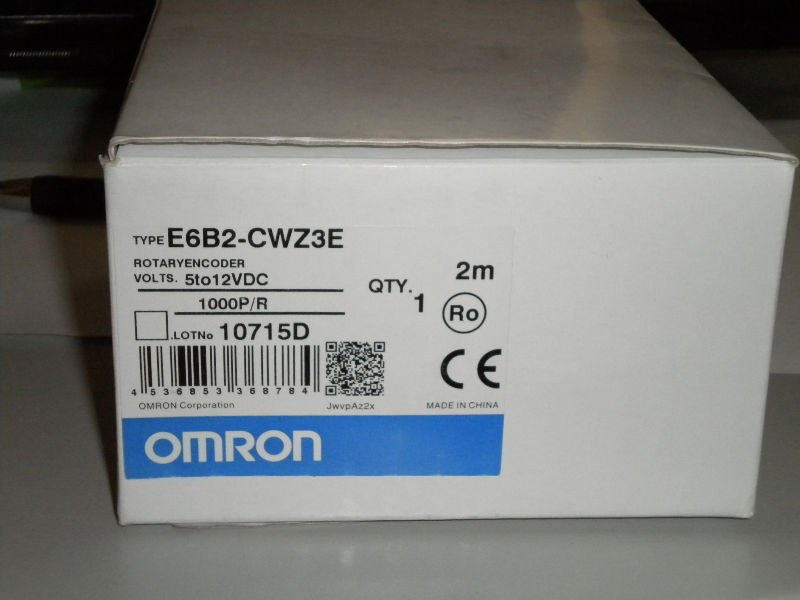 TYPE E6B2-CWZ3E
ROTARYENCODER
VOLTS. 5to12VDC
1000P/R
QTY. 1
2m
Ro
.LOTNo 10715D
4 536853 368784
JwvpAz2x
CE
OMRON Corporation
MADE IN CHINA
OMRON